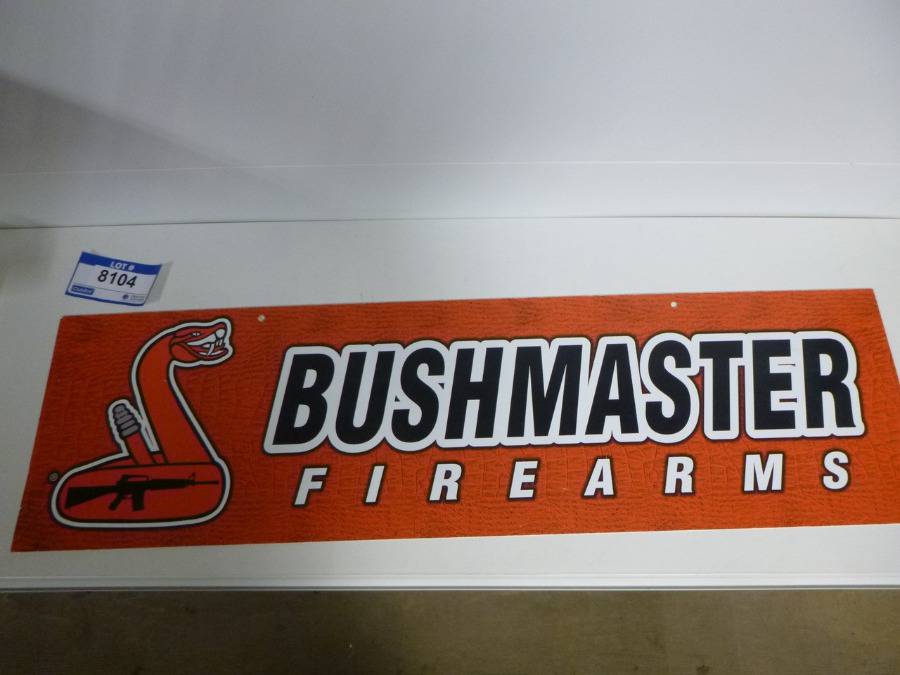 LOT #
8104
®
BUSHMASTER
FIREARMS